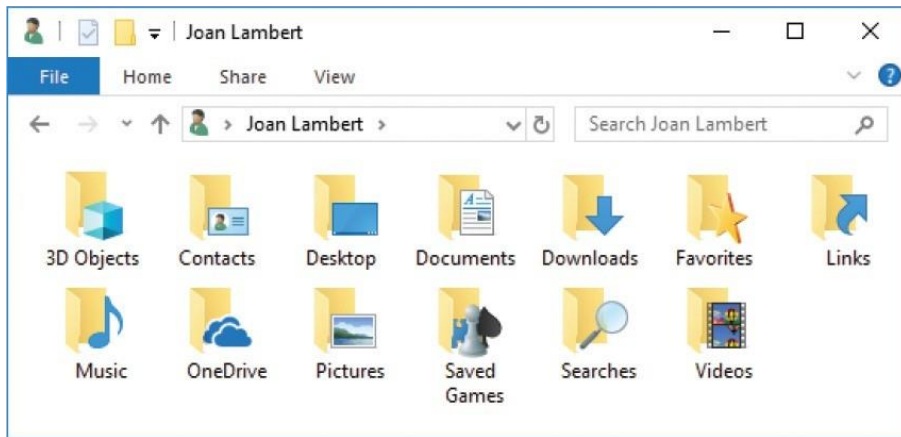 Joan Lambert
File Home Share View
Joan Lambert
Search Joan Lambert
3D Objects Contacts Desktop Documents Downloads Favorites Links
Music OneDrive Pictures Saved Games Searches Videos